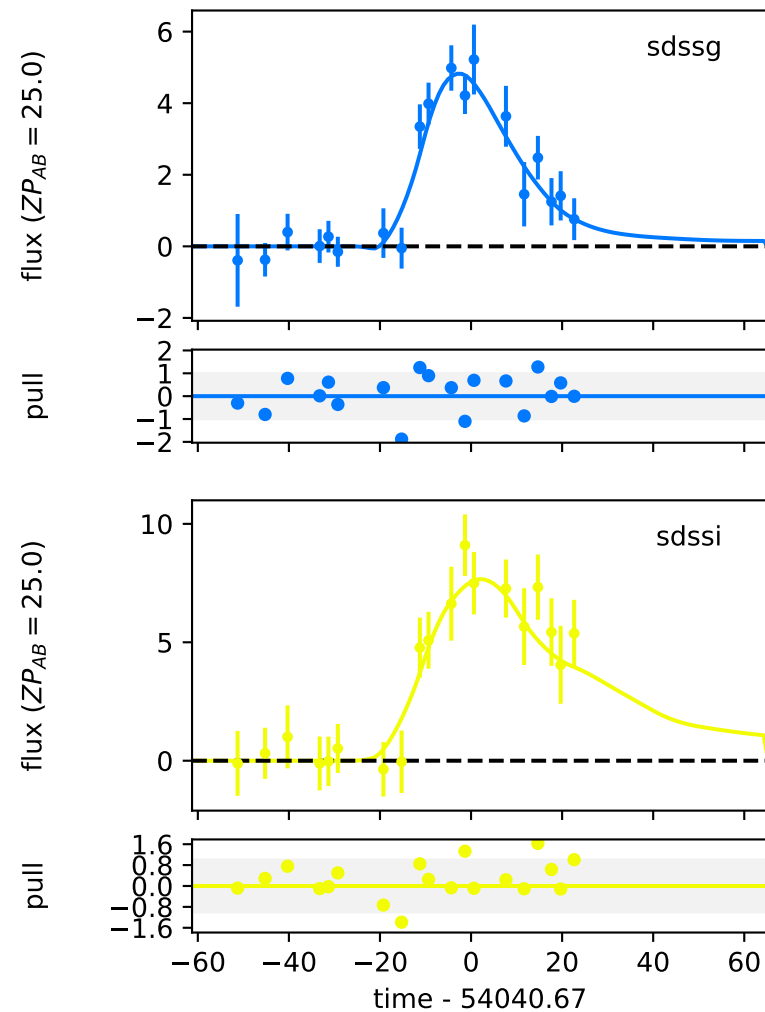 sdssg
flux (ZP_AB = 25.0)
6
4
2
0
−2
pull
2
1
0
−1
−2
sdssi
flux (ZP_AB = 25.0)
10
5
0
pull
1.6
0.8
0.0
−0.8
−1.6
−60 −40 −20 0 20 40 60
time - 54040.67